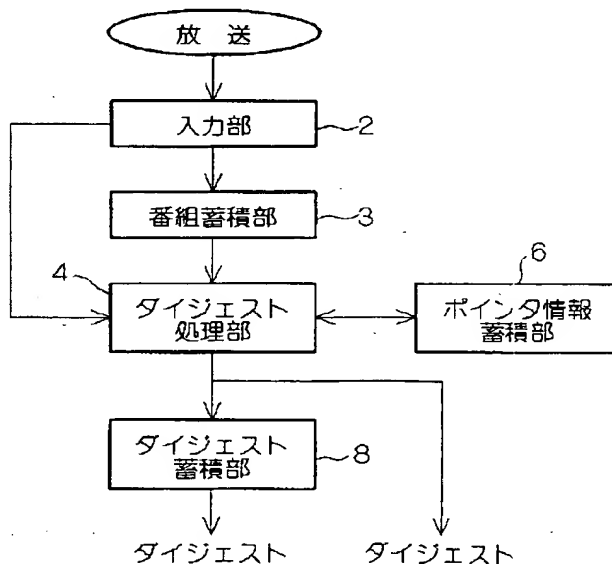 放 送
入力部
2
番組蓄積部
3
4
6
ダイジェスト
処理部
ポインタ情報
蓄積部
ダイジェスト
蓄積部
8
ダイジェスト ダイジェスト